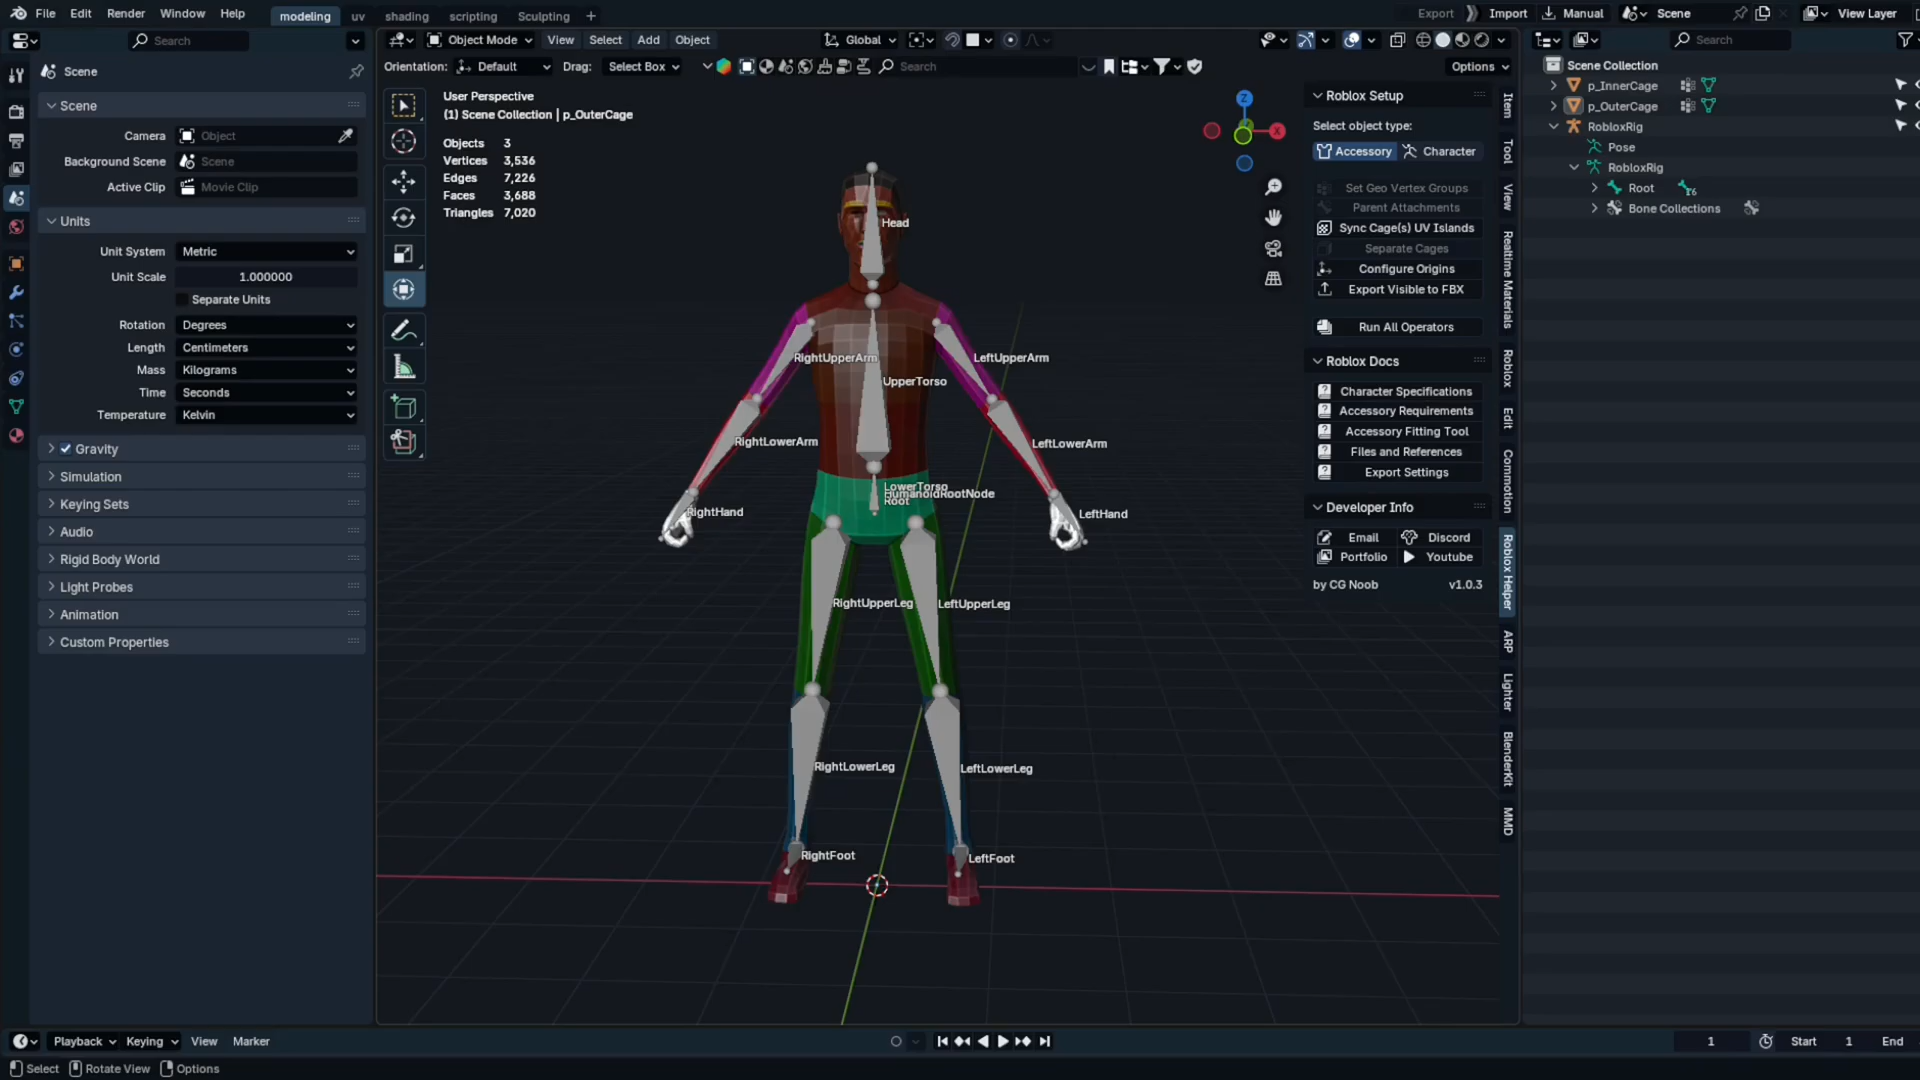 File Edit Render Window Help modeling uv shading scripting Sculpting + Export Import Manual Scene View Layer
Search Object Mode View Select Add Object Global Search
Scene Orientation: Default Drag: Select Box Search Options
Scene
Camera Object
Background Scene Scene
Active Clip Movie Clip
Units
Unit System Metric
Unit Scale 1.000000
Separate Units
Rotation Degrees
Length Centimeters
Mass Kilograms
Time Seconds
Temperature Kelvin
Gravity
Simulation
Keying Sets
Audio
Rigid Body World
Light Probes
Animation
Custom Properties
User Perspective
(1) Scene Collection | p_OuterCage
Objects 3
Vertices 3,536
Edges 7,226
Faces 3,688
Triangles 7,020
Z
X
Head
RightUpperArm
LeftUpperArm
UpperTorso
RightLowerArm
LeftLowerArm
LowerTorso
HumanoidRootNode
Root
RightHand
LeftHand
RightUpperLeg
LeftUpperLeg
RightLowerLeg
LeftLowerLeg
RightFoot
LeftFoot
Roblox Setup
Select object type:
Accessory Character
Set Geo Vertex Groups
Parent Attachments
Sync Cage(s) UV Islands
Separate Cages
Configure Origins
Export Visible to FBX
Run All Operators
Roblox Docs
Character Specifications
Accessory Requirements
Accessory Fitting Tool
Files and References
Export Settings
Developer Info
Email Discord
Portfolio Youtube
by CG Noob v1.0.3
Item
Tool
View
Realtime Materials
Roblox
Edit
Comotion
Roblox Helper
ARP
Lighter
BlenderKit
MMD
Scene Collection
p_InnerCage
p_OuterCage
RobloxRig
Pose
RobloxRig
Root
Bone Collections
Playback Keying View Marker 1 Start 1 End
Select Rotate View Options